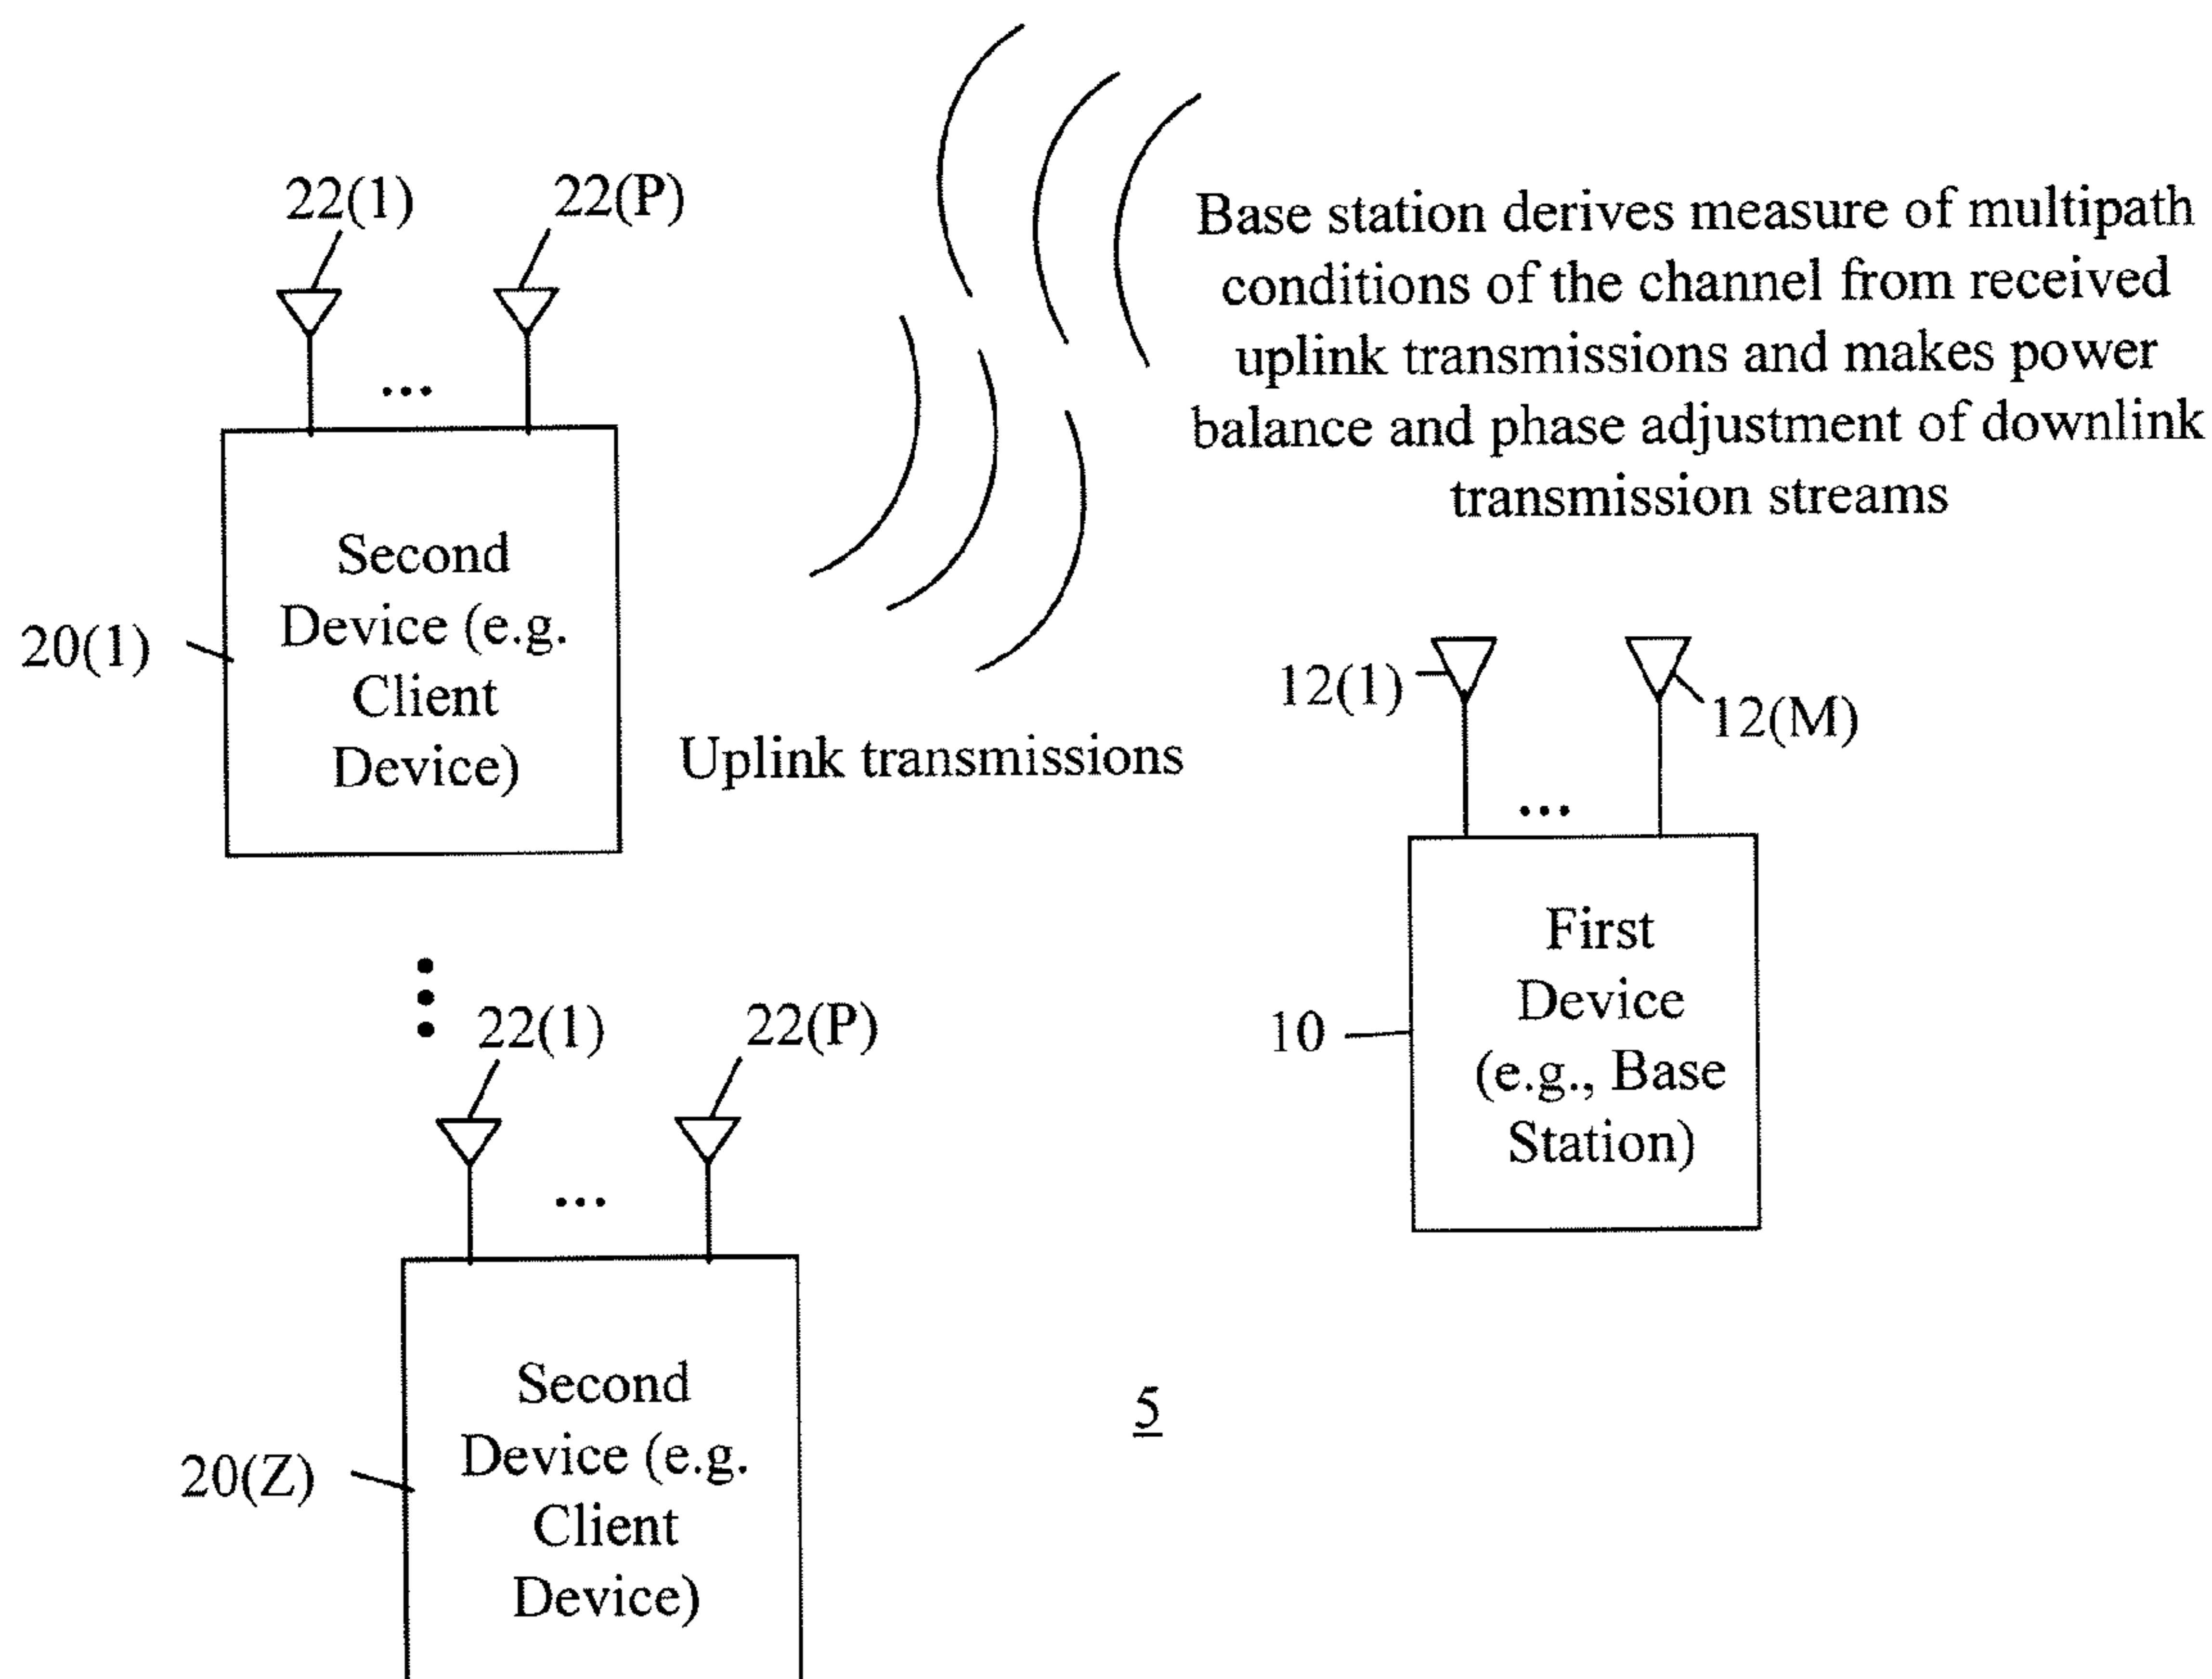 22(1)
22(P)
...
20(1)
Second
Device (e.g.
Client
Device)
Base station derives measure of multipath
conditions of the channel from received
uplink transmissions and makes power
balance and phase adjustment of downlink
transmission streams
Uplink transmissions
12(1)
12(M)
...
10
First
Device
(e.g., Base
Station)
22(1)
22(P)
...
20(Z)
Second
Device (e.g.
Client
Device)
5